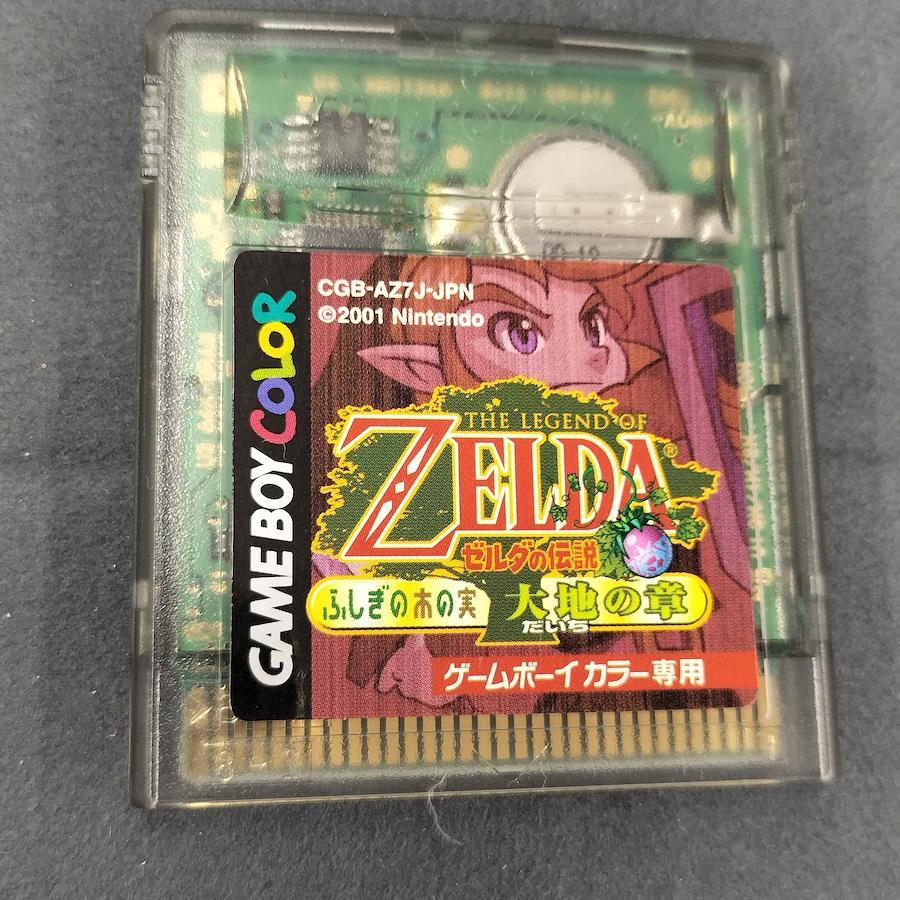 CGB-AZ7J-JPN
©2001 Nintendo
GAME BOY COLOR
THE LEGEND OF
ZELDA®
ゼルダの伝説
ふしぎの木の実 大地の章
だいち
ゲームボーイ カラー専用